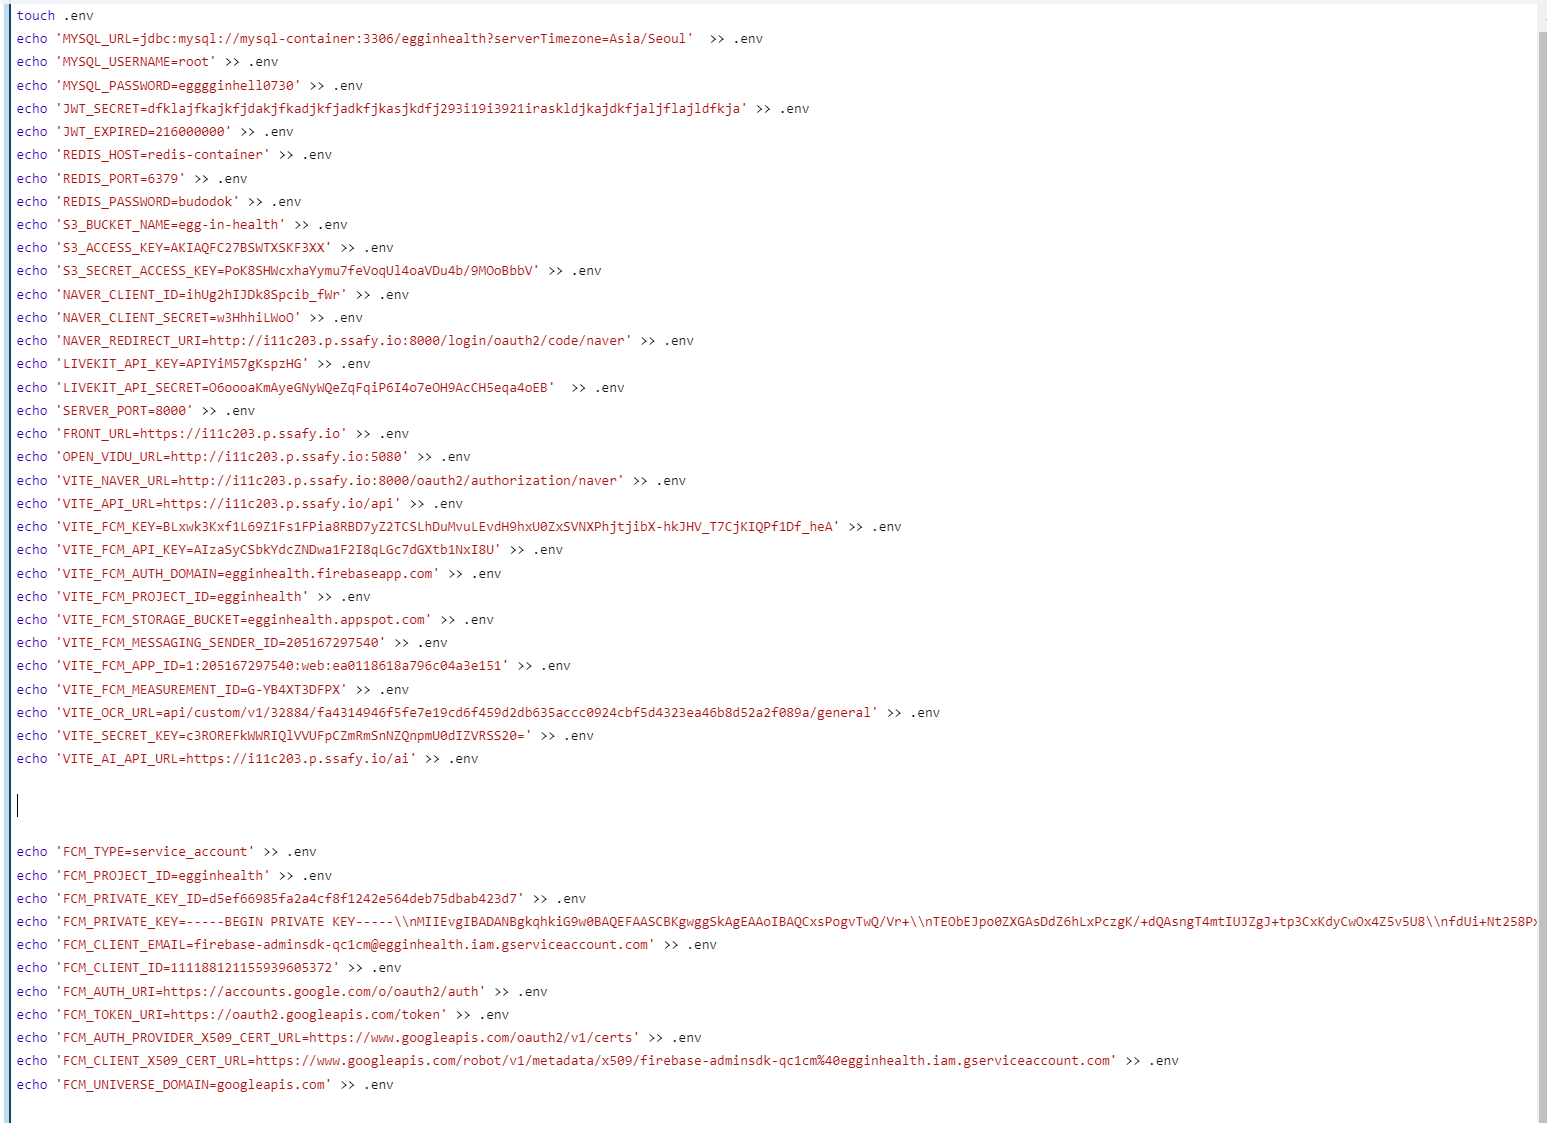 touch .env
echo 'MYSQL_URL=jdbc:mysql://mysql-container:3306/egginhealth?serverTimezone=Asia/Seoul'  >> .env
echo 'MYSQL_USERNAME=root' >> .env
echo 'MYSQL_PASSWORD=egggginhell0730' >> .env
echo 'JWT_SECRET=dfklajfkajkfjdakjfkadjkfjadkfjkasjkdfj293i19i3921iraskldjkajdkfjaljflajldfkja' >> .env
echo 'JWT_EXPIRED=216000000' >> .env
echo 'REDIS_HOST=redis-container' >> .env
echo 'REDIS_PORT=6379' >> .env
echo 'REDIS_PASSWORD=budodok' >> .env
echo 'S3_BUCKET_NAME=egg-in-health' >> .env
echo 'S3_ACCESS_KEY=AKIAQFC27BSWTXSKF3XX' >> .env
echo 'S3_SECRET_ACCESS_KEY=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' >> .env
echo 'NAVER_CLIENT_ID=ihUg2hIJDk8Spcib_fWr' >> .env
echo 'NAVER_CLIENT_SECRET=w3HhhiLWoO' >> .env
echo 'NAVER_REDIRECT_URI=http://i11c203.p.ssafy.io:8000/login/oauth2/code/naver' >> .env
echo 'LIVEKIT_API_KEY=APIYiM57gKspzHG' >> .env
echo 'LIVEKIT_API_SECRET=O6oooaKmAyeGNyWQeZqFqiP6I4o7eOH9AcCH5eqa4oEB'  >> .env
echo 'SERVER_PORT=8000' >> .env
echo 'FRONT_URL=https://i11c203.p.ssafy.io' >> .env
echo 'OPEN_VIDU_URL=http://i11c203.p.ssafy.io:5080' >> .env
echo 'VITE_NAVER_URL=http://i11c203.p.ssafy.io:8000/oauth2/authorization/naver' >> .env
echo 'VITE_API_URL=https://i11c203.p.ssafy.io/api' >> .env
echo 'VITE_FCM_KEY=BLxwk3Kxf1L69Z1Fs1FPia8RBD7yZ2TCSLhDuMvuLEvdH9hxU0ZxSVNXPhjtjibX-hkJHV_T7CjKIQPf1Df_heA' >> .env
echo 'VITE_FCM_API_KEY=AIzaSyCSbkYdcZNDwa1F2I8qLGc7dGXtb1NxI8U' >> .env
echo 'VITE_FCM_AUTH_DOMAIN=egginhealth.firebaseapp.com' >> .env
echo 'VITE_FCM_PROJECT_ID=egginhealth' >> .env
echo 'VITE_FCM_STORAGE_BUCKET=egginhealth.appspot.com' >> .env
echo 'VITE_FCM_MESSAGING_SENDER_ID=205167297540' >> .env
echo 'VITE_FCM_APP_ID=1:205167297540:web:ea0118618a796c04a3e151' >> .env
echo 'VITE_FCM_MEASUREMENT_ID=G-YB4XT3DFPX' >> .env
echo 'VITE_OCR_URL=api/custom/v1/32884/fa4314946f5fe7e19cd6f459d2db635accc0924cbf5d4323ea46b8d52a2f089a/general' >> .env
echo 'VITE_SECRET_KEY=c3ROREFkWWRIQlVVUFpCZmRmSnNZQnpmU0dIZVRSS20=' >> .env
echo 'VITE_AI_API_URL=https://i11c203.p.ssafy.io/ai' >> .env
echo 'FCM_TYPE=service_account' >> .env
echo 'FCM_PROJECT_ID=egginhealth' >> .env
echo 'FCM_PRIVATE_KEY_ID=d5ef66985fa2a4cf8f1242e564deb75dbab423d7' >> .env
echo 'FCM_PRIVATE_KEY=-----BEGIN PRIVATE KEY-----\\nMIIEvgIBADANBgkqhkiG9w0BAQEFAASCBKgwggSkAgEAAoIBAQCxsPogvTwQ/Vr+\\nTEObEJpo0ZXGAsDdZ6hLxPczgK/+dQAsngT4mtIUJZgJ+tp3CxKdyCwOx4Z5v5U8\\nfdUi+Nt258Px
echo 'FCM_CLIENT_EMAIL=firebase-adminsdk-qc1cm@egginhealth.iam.gserviceaccount.com' >> .env
echo 'FCM_CLIENT_ID=111188121155939605372' >> .env
echo 'FCM_AUTH_URI=https://accounts.google.com/o/oauth2/auth' >> .env
echo 'FCM_TOKEN_URI=https://oauth2.googleapis.com/token' >> .env
echo 'FCM_AUTH_PROVIDER_X509_CERT_URL=https://www.googleapis.com/oauth2/v1/certs' >> .env
echo 'FCM_CLIENT_X509_CERT_URL=https://www.googleapis.com/robot/v1/metadata/x509/firebase-adminsdk-qc1cm%40egginhealth.iam.gserviceaccount.com' >> .env
echo 'FCM_UNIVERSE_DOMAIN=googleapis.com' >> .env